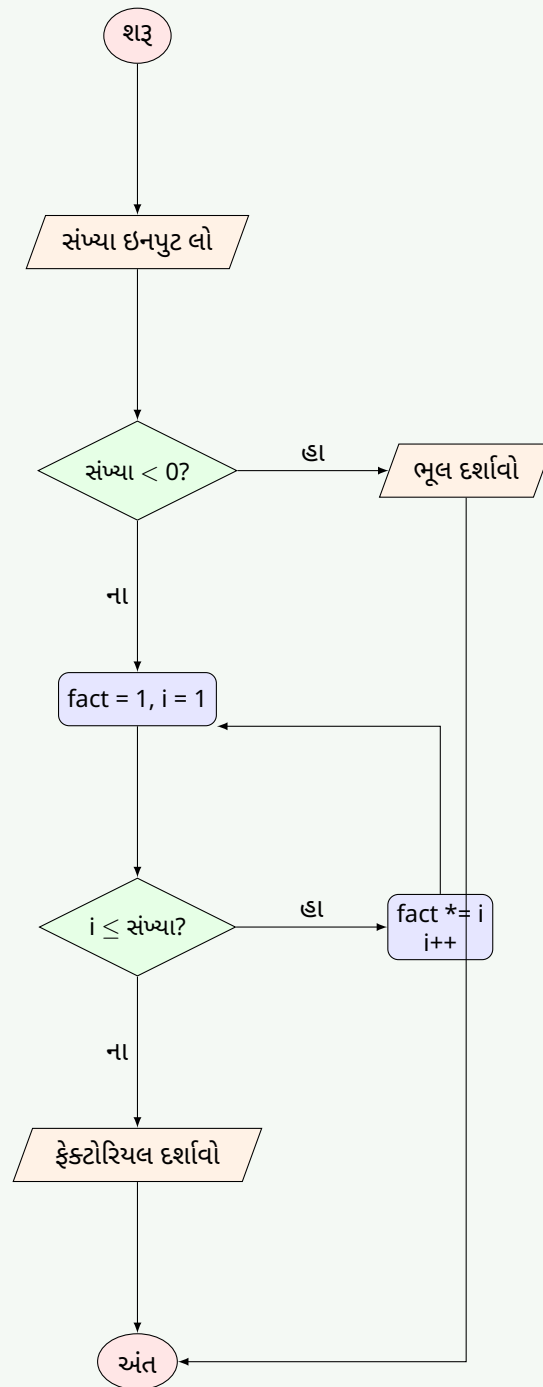 શરૂ
સંખ્યા ઇનપુટ લો
સંખ્યા < 0?
હા
ભૂલ દર્શાવો
ના
fact = 1, i = 1
i ≤ સંખ્યા?
હા
fact *= i
i++
ના
ફેક્ટોરિયલ દર્શાવો
અંત